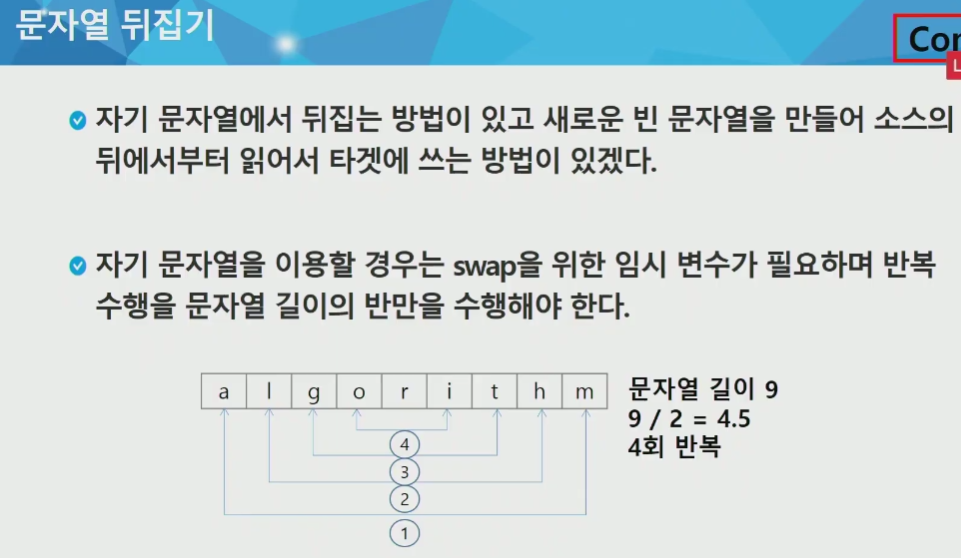 문자열 뒤집기
자기 문자열에서 뒤집는 방법이 있고 새로운 빈 문자열을 만들어 소스의
뒤에서부터 읽어서 타겟에 쓰는 방법이 있겠다.
자기 문자열을 이용할 경우는 swap을 위한 임시 변수가 필요하며 반복
수행을 문자열 길이의 반만을 수행해야 한다.
a l g o r i t h m
문자열 길이 9
9 / 2 = 4.5
4회 반복
4
3
2
1